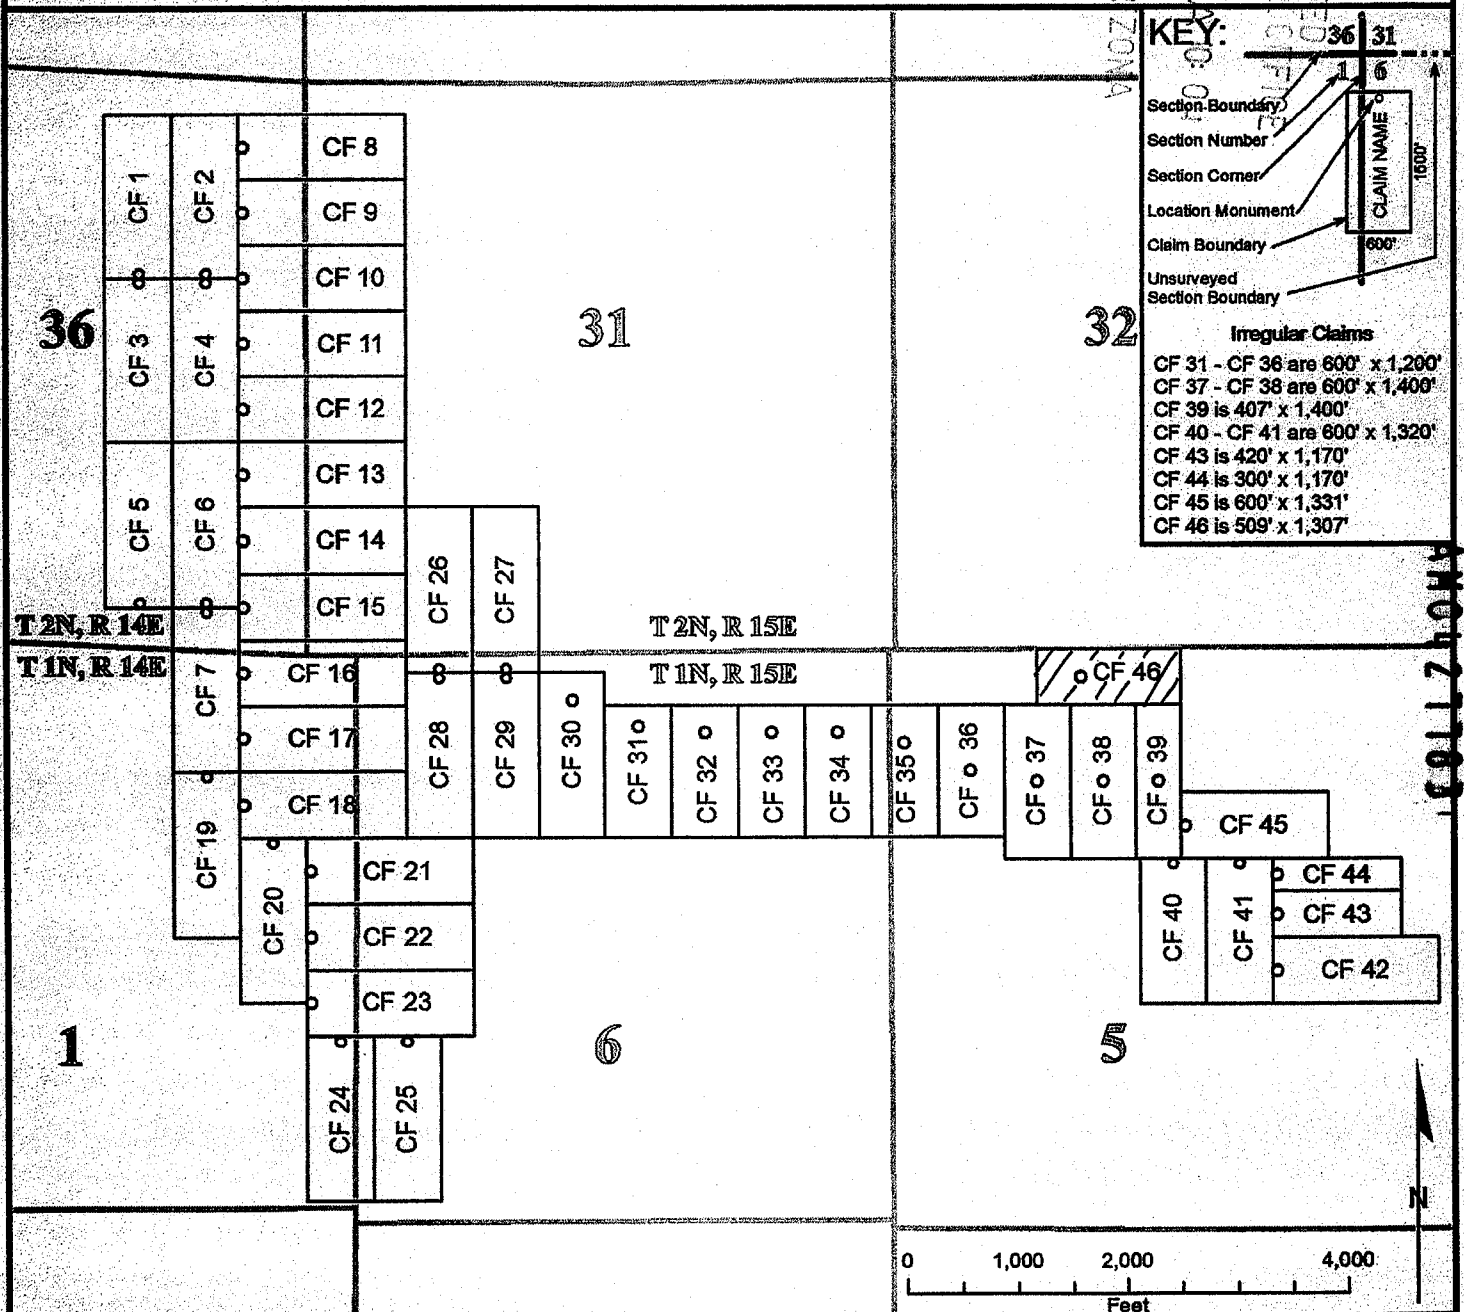 KEY:
36 31
1 6
Section Boundary
Section Number
Section Corner
Location Monument
Claim Boundary
Unsurveyed
Section Boundary
CLAIM NAME
1500'
600'
Irregular Claims
CF 31 - CF 36 are 600' x 1,200'
CF 37 - CF 38 are 600' x 1,400'
CF 39 is 407' x 1,400'
CF 40 - CF 41 are 600' x 1,320'
CF 43 is 420' x 1,170'
CF 44 is 300' x 1,170'
CF 45 is 600' x 1,331'
CF 46 is 509' x 1,307'
CF 1
CF 2
CF 8
CF 9
CF 10
36
31
32
CF 3
CF 4
CF 11
CF 12
CF 13
CF 5
CF 6
CF 14
CF 26
CF 27
CF 15
T 2N, R 14E
T 2N, R 15E
T 1N, R 14E
T 1N, R 15E
CF 7
CF 16
CF 46
CF 17
CF 28
CF 29
CF 30
CF 31
CF 32
CF 33
CF 34
CF 35
CF 36
CF 37
CF 38
CF 39
CF 18
CF 45
CF 19
CF 20
CF 21
CF 44
CF 40
CF 41
CF 43
CF 22
CF 42
CF 23
1
6
5
CF 24
CF 25
N
0 1,000 2,000 4,000
Feet